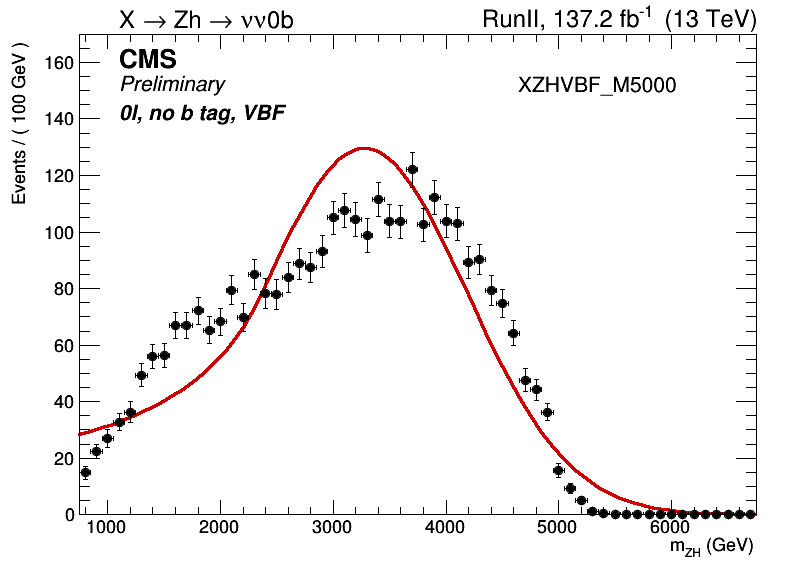 X → Zh → νν0b
RunII, 137.2 fb⁻¹ (13 TeV)
CMS
Preliminary
0l, no b tag, VBF
XZHVBF_M5000
Events / ( 100 GeV )
160
140
120
100
80
60
40
20
0
1000 2000 3000 4000 5000 6000
m_ZH (GeV)